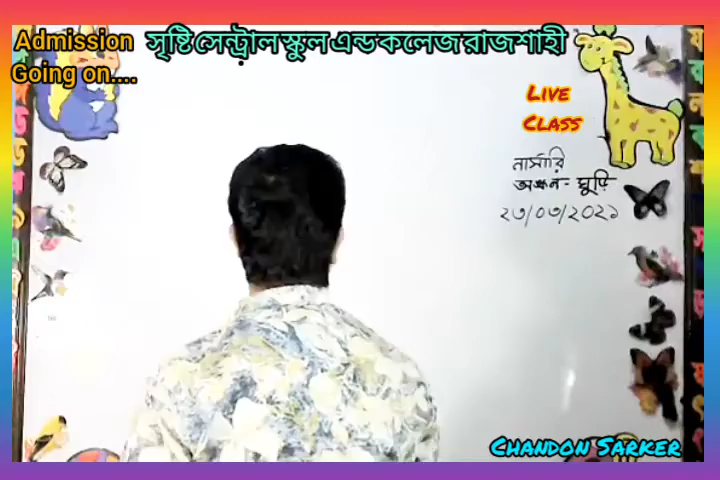 Admission
Going on....
সৃষ্টি সেন্ট্রাল স্কুল এন্ড কলেজ রাজশাহী
LIVE
CLASS
নার্সারি
অঙ্কন- ঘুড়ি
২৩/০৩/২০২১
CHANDON SARKER